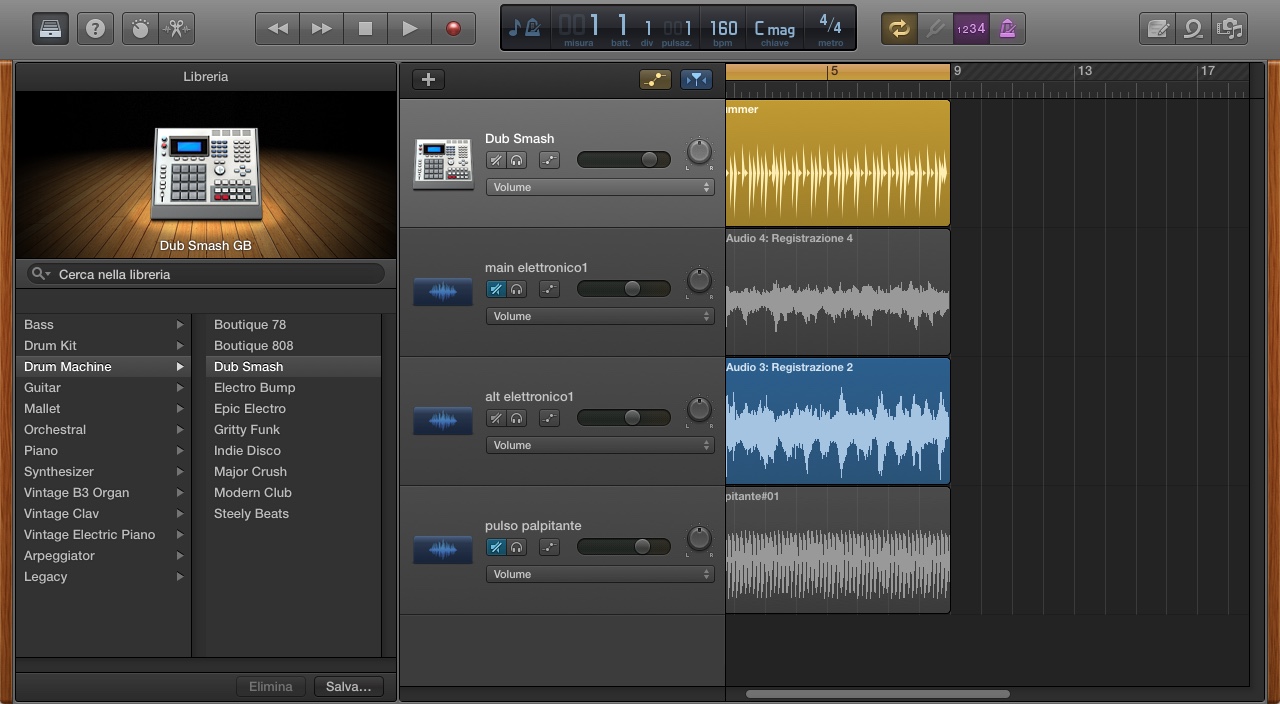 1 1 1 1 160 C mag 4/4
misura batt. div pulsaz. bpm chiave metro
1234
Libreria
Dub Smash GB
Cerca nella libreria
Bass
Drum Kit
Drum Machine
Guitar
Mallet
Orchestral
Piano
Synthesizer
Vintage B3 Organ
Vintage Clav
Vintage Electric Piano
Arpeggiator
Legacy
Boutique 78
Boutique 808
Dub Smash
Electro Bump
Epic Electro
Gritty Funk
Indie Disco
Major Crush
Modern Club
Steely Beats
Elimina Salva...
5 9 13 17
Dub Smash
L R
Volume
main elettronico1
L R
Volume
alt elettronico1
L R
Volume
pulso palpitante
L R
Volume
ummer
Audio 4: Registrazione 4
Audio 3: Registrazione 2
pitante#01